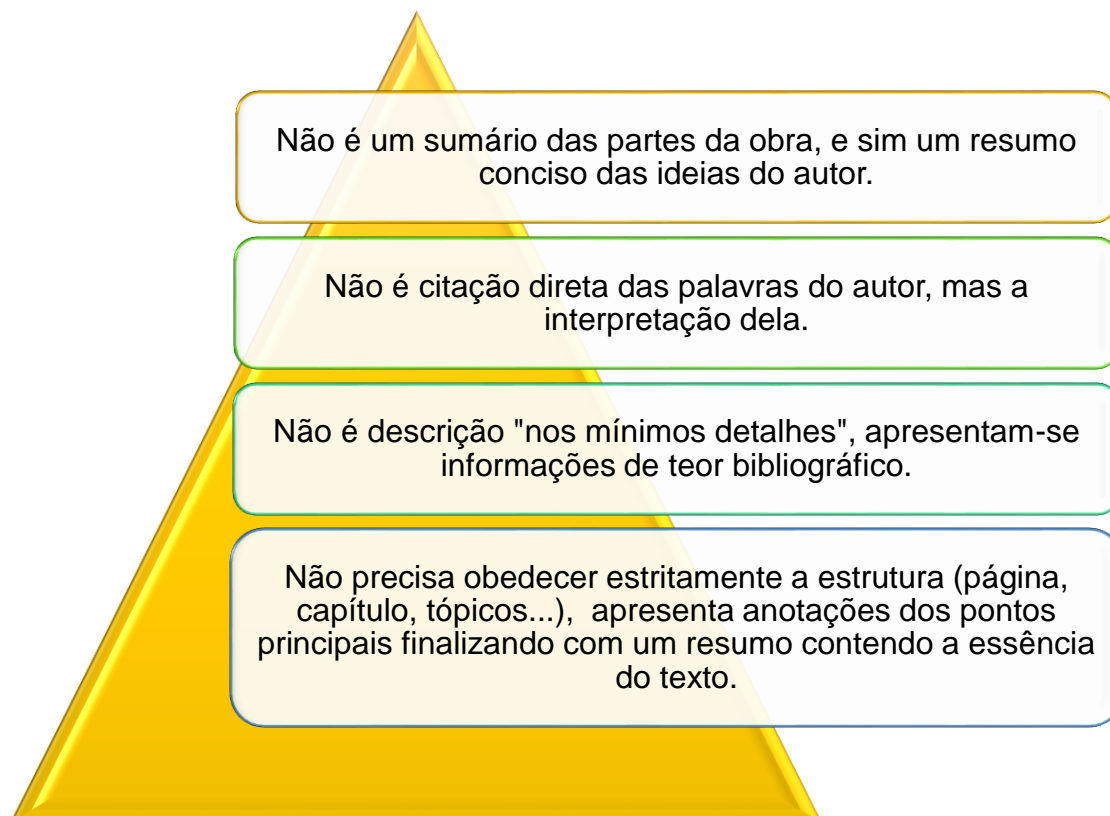 Não é um sumário das partes da obra, e sim um resumo
conciso das ideias do autor.
Não é citação direta das palavras do autor, mas a
interpretação dela.
Não é descrição "nos mínimos detalhes", apresentam-se
informações de teor bibliográfico.
Não precisa obedecer estritamente a estrutura (página,
capítulo, tópicos...),  apresenta anotações dos pontos
principais finalizando com um resumo contendo a essência
do texto.